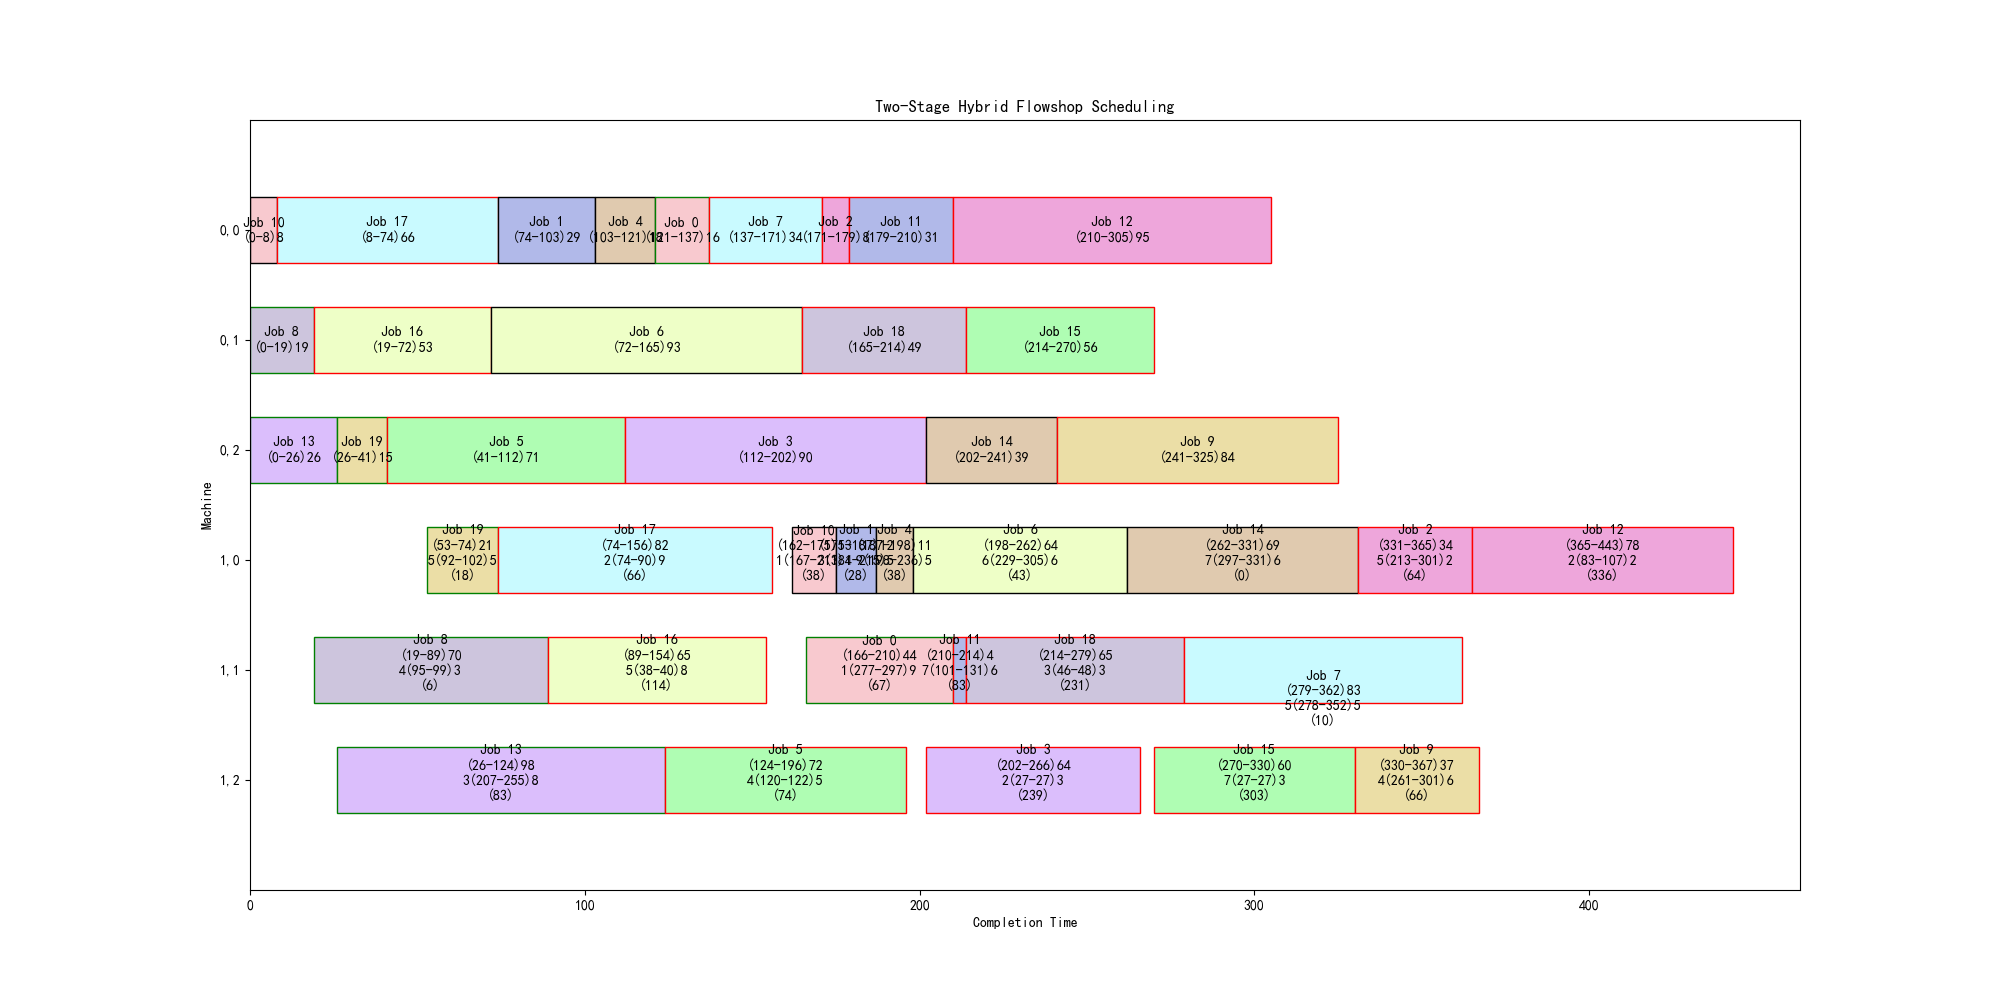 Two-Stage Hybrid Flowshop Scheduling
Machine
0,0
Job 10
(0-8)8
Job 17
(8-74)66
Job 1
(74-103)29
Job 4
(103-121)18
Job 0
(121-137)16
Job 7
(137-171)34
Job 2
(171-179)8
Job 11
(179-210)31
Job 12
(210-305)95
0,1
Job 8
(0-19)19
Job 16
(19-72)53
Job 6
(72-165)93
Job 18
(165-214)49
Job 15
(214-270)56
0,2
Job 13
(0-26)26
Job 19
(26-41)15
Job 5
(41-112)71
Job 3
(112-202)90
Job 14
(202-241)39
Job 9
(241-325)84
1,0
Job 19
(53-74)21
5(92-102)5
(18)
Job 17
(74-156)82
2(74-90)9
(66)
Job 10
(38)
Job 1
(28)
Job 4
(38)
Job 6
(198-262)64
6(229-305)6
(43)
Job 14
(262-331)69
7(297-331)6
(0)
Job 2
(331-365)34
5(213-301)2
(64)
Job 12
(365-443)78
2(83-107)2
(336)
1,1
Job 8
(19-89)70
4(95-99)3
(6)
Job 16
(89-154)65
5(38-40)8
(114)
Job 0
(166-210)44
1(277-297)9
(67)
Job 11
(210-214)4
7(101-131)6
(83)
Job 18
(214-279)65
3(46-48)3
(231)
Job 7
(279-362)83
5(278-352)5
(10)
1,2
Job 13
(26-124)98
3(207-255)8
(83)
Job 5
(124-196)72
4(120-122)5
(74)
Job 3
(202-266)64
2(27-27)3
(239)
Job 15
(270-330)60
7(27-27)3
(303)
Job 9
(330-367)37
4(261-301)6
(66)
0
100
200
300
400
Completion Time